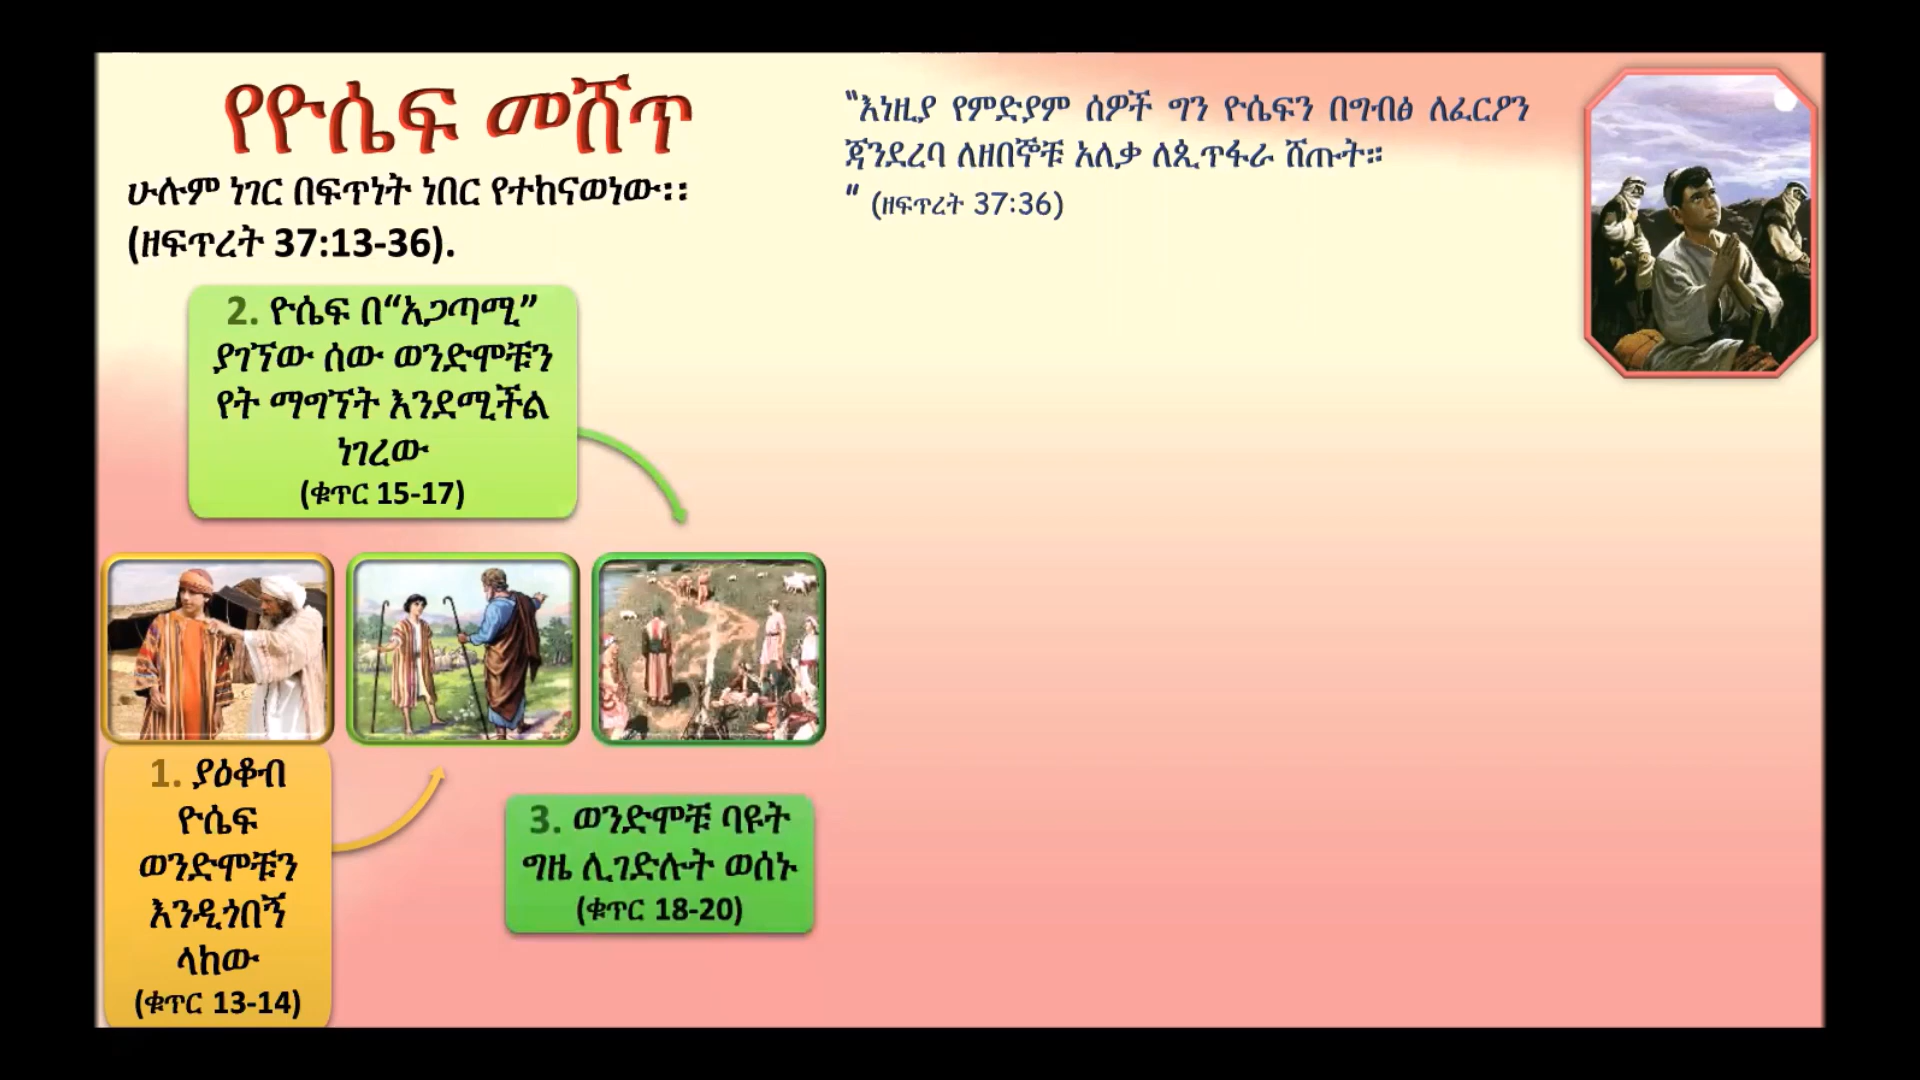 የዮሴፍ መሸጥ
ሁሉም ነገር በፍጥነት ነበር የተከናወነው፡፡
(ዘፍጥረት 37:13-36).
"እነዚያ የምድያም ሰዎች ግን ዮሴፍን በግብፅ ለፈርዖን
ጃንደረባ ለዘበኞቹ አለቃ ለጲጥፋራ ሸጡት።
" (ዘፍጥረት 37:36)
2. ዮሴፍ በ“አጋጣሚ”
ያገኘው ሰው ወንድሞቹን
የት ማግኘት እንደሚችል
ነገረው
(ቁጥር 15-17)
1. ያዕቆብ
ዮሴፍ
ወንድሞቹን
እንዲጎበኝ
ላከው
(ቁጥር 13-14)
3. ወንድሞቹ ባዩት
ግዜ ሊገድሉት ወሰኑ
(ቁጥር 18-20)